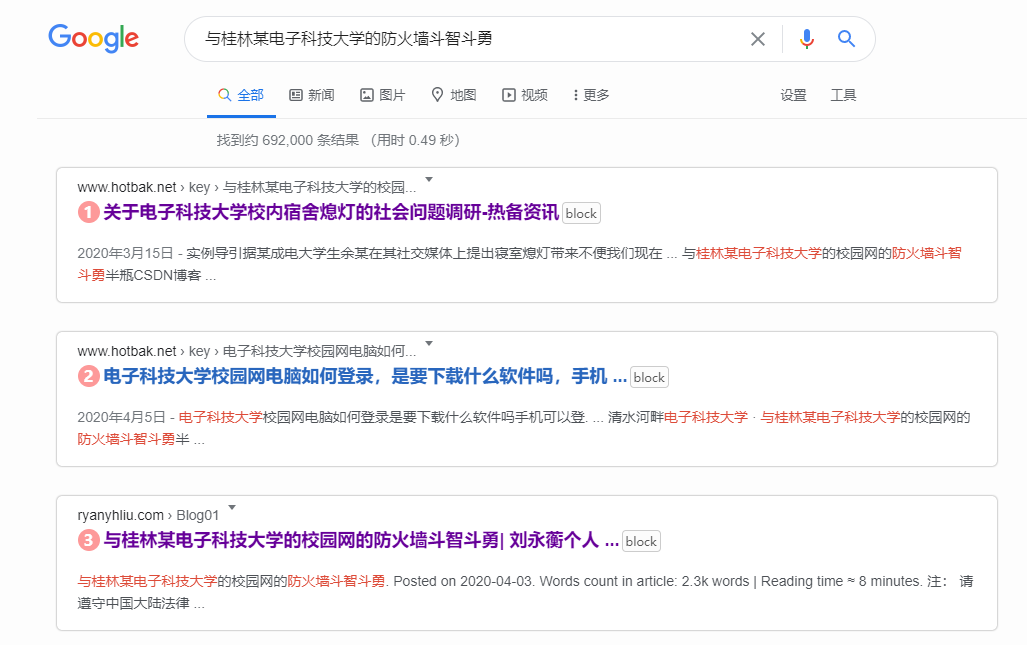 Google
与桂林某电子科技大学的防火墙斗智斗勇
全部 新闻 图片 地图 视频 更多 设置 工具
找到约 692,000 条结果 （用时 0.49 秒）
www.hotbak.net › key › 与桂林某电子科技大学的校园...
1 关于电子科技大学校内宿舍熄灯的社会问题调研-热备资讯 block
2020年3月15日 - 实例导引据某成电大学生余某在其社交媒体上提出寝室熄灯带来不便我们现在 ... 与桂林某电子科技大学的校园网的防火墙斗智
斗勇半瓶CSDN博客 ...
www.hotbak.net › key › 电子科技大学校园网电脑如何...
2 电子科技大学校园网电脑如何登录，是要下载什么软件吗，手机 ... block
2020年4月5日 - 电子科技大学校园网电脑如何登录是要下载什么软件吗手机可以登. ... 清水河畔电子科技大学 · 与桂林某电子科技大学的校园网的
防火墙斗智斗勇半 ...
ryanyhliu.com › Blog01
3 与桂林某电子科技大学的校园网的防火墙斗智斗勇| 刘永蘅个人 ... block
与桂林某电子科技大学的校园网的防火墙斗智斗勇. Posted on 2020-04-03. Words count in article: 2.3k words | Reading time ≈ 8 minutes. 注： 请
遵守中国大陆法律 ...